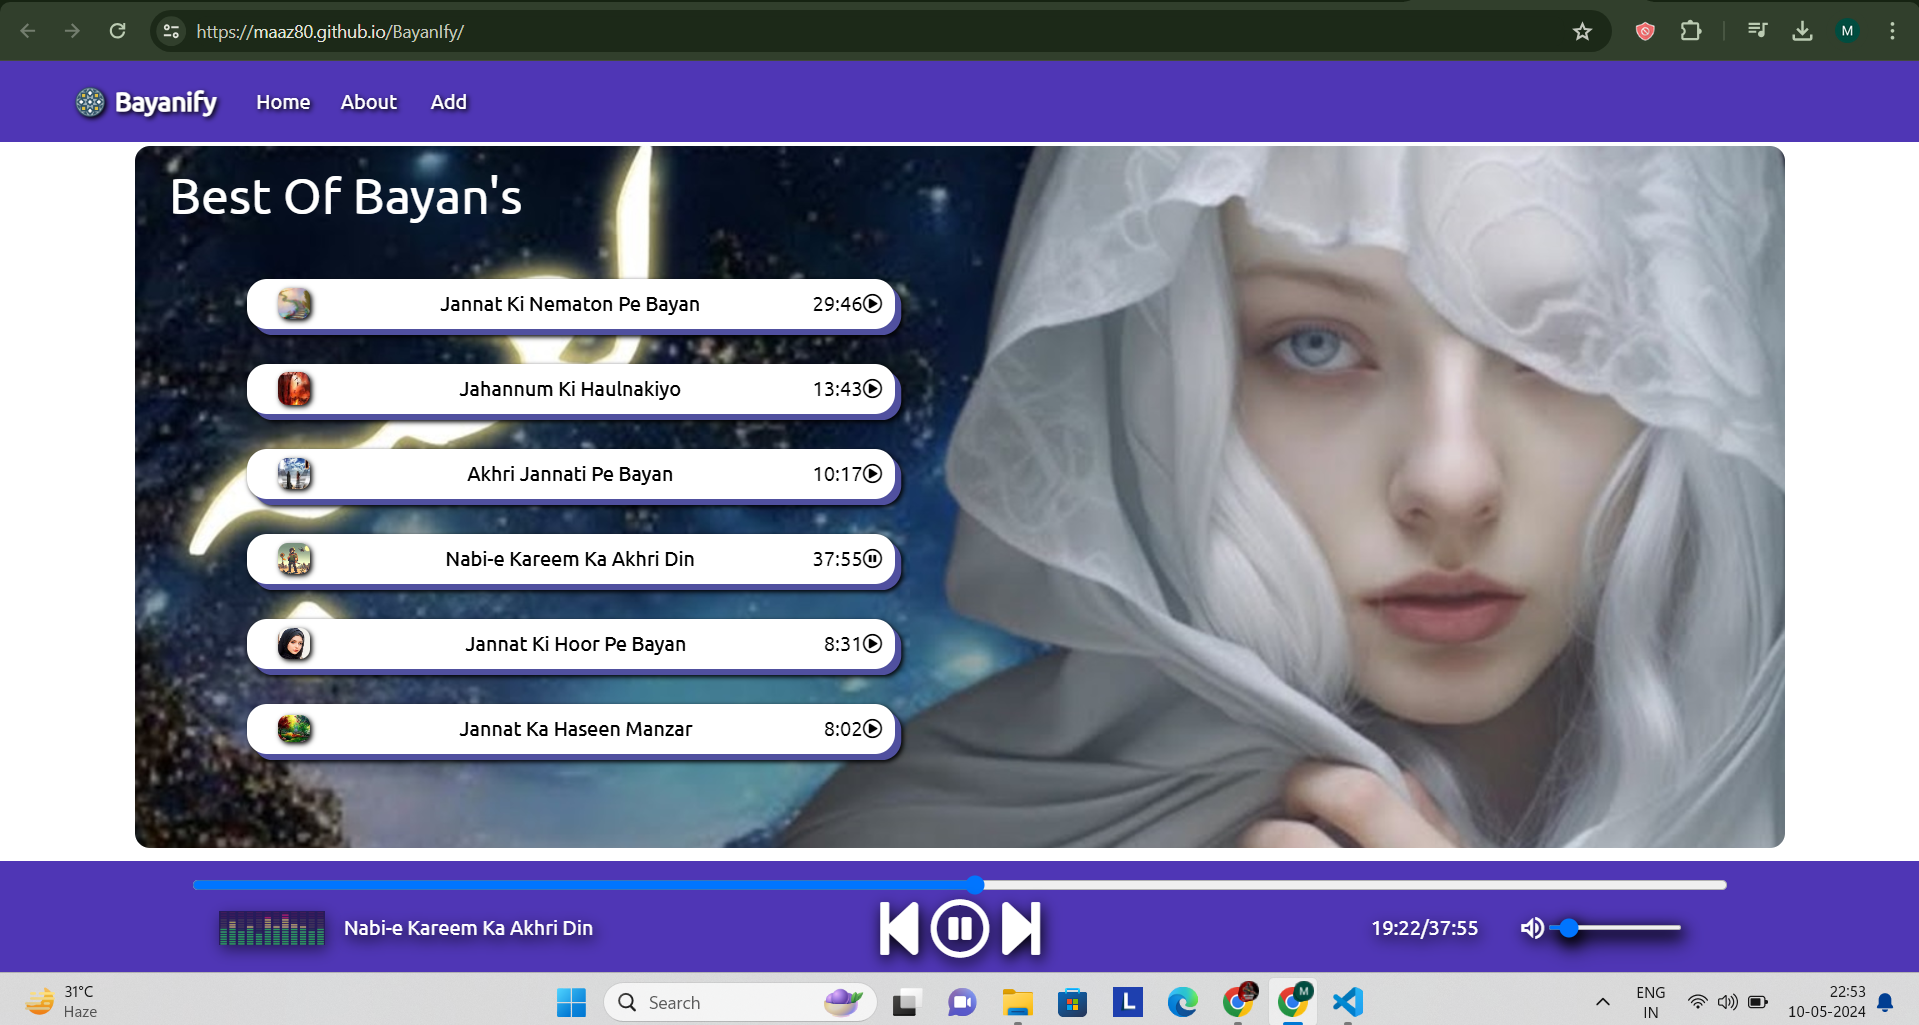 https://maaz80.github.io/BayanIfy/
M
Bayanify Home About Add
Best Of Bayan's
Jannat Ki Nematon Pe Bayan 29:46
Jahannum Ki Haulnakiyo 13:43
Akhri Jannati Pe Bayan 10:17
Nabi-e Kareem Ka Akhri Din 37:55
Jannat Ki Hoor Pe Bayan 8:31
Jannat Ka Haseen Manzar 8:02
Nabi-e Kareem Ka Akhri Din 19:22/37:55
31°C
Haze
Search
L
M
ENG
IN
22:53
10-05-2024